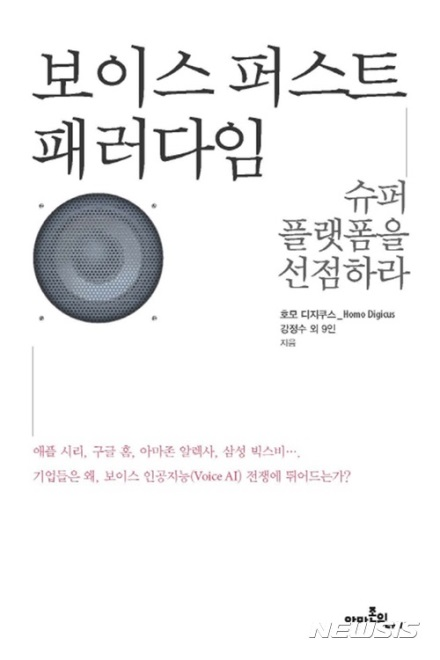 보이스 퍼스트
패러다임
슈퍼
플랫폼을
선점하라
호모 디지쿠스_Homo Digicus
강정수 외 9인
지음
애플 시리, 구글 홈, 아마존 알렉사, 삼성 빅스비….
기업들은 왜, 보이스 인공지능(Voice AI) 전쟁에 뛰어드는가?
아마존의
NEWSIS